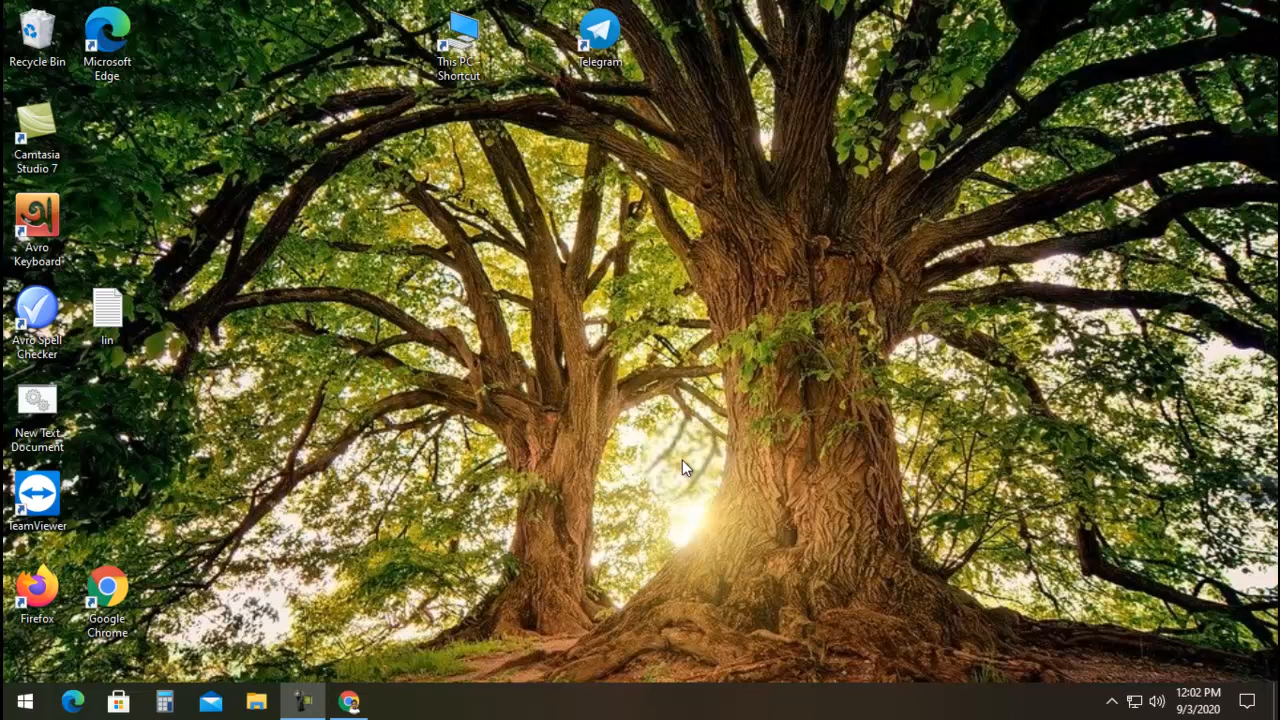 Recycle Bin
Microsoft
Edge
This PC -
Shortcut
Telegram
Camtasia
Studio 7
অ
Avro
Keyboard
Avro Spell
Checker
lin
New Text
Document
TeamViewer
Firefox
Google
Chrome
12:02 PM
9/3/2020